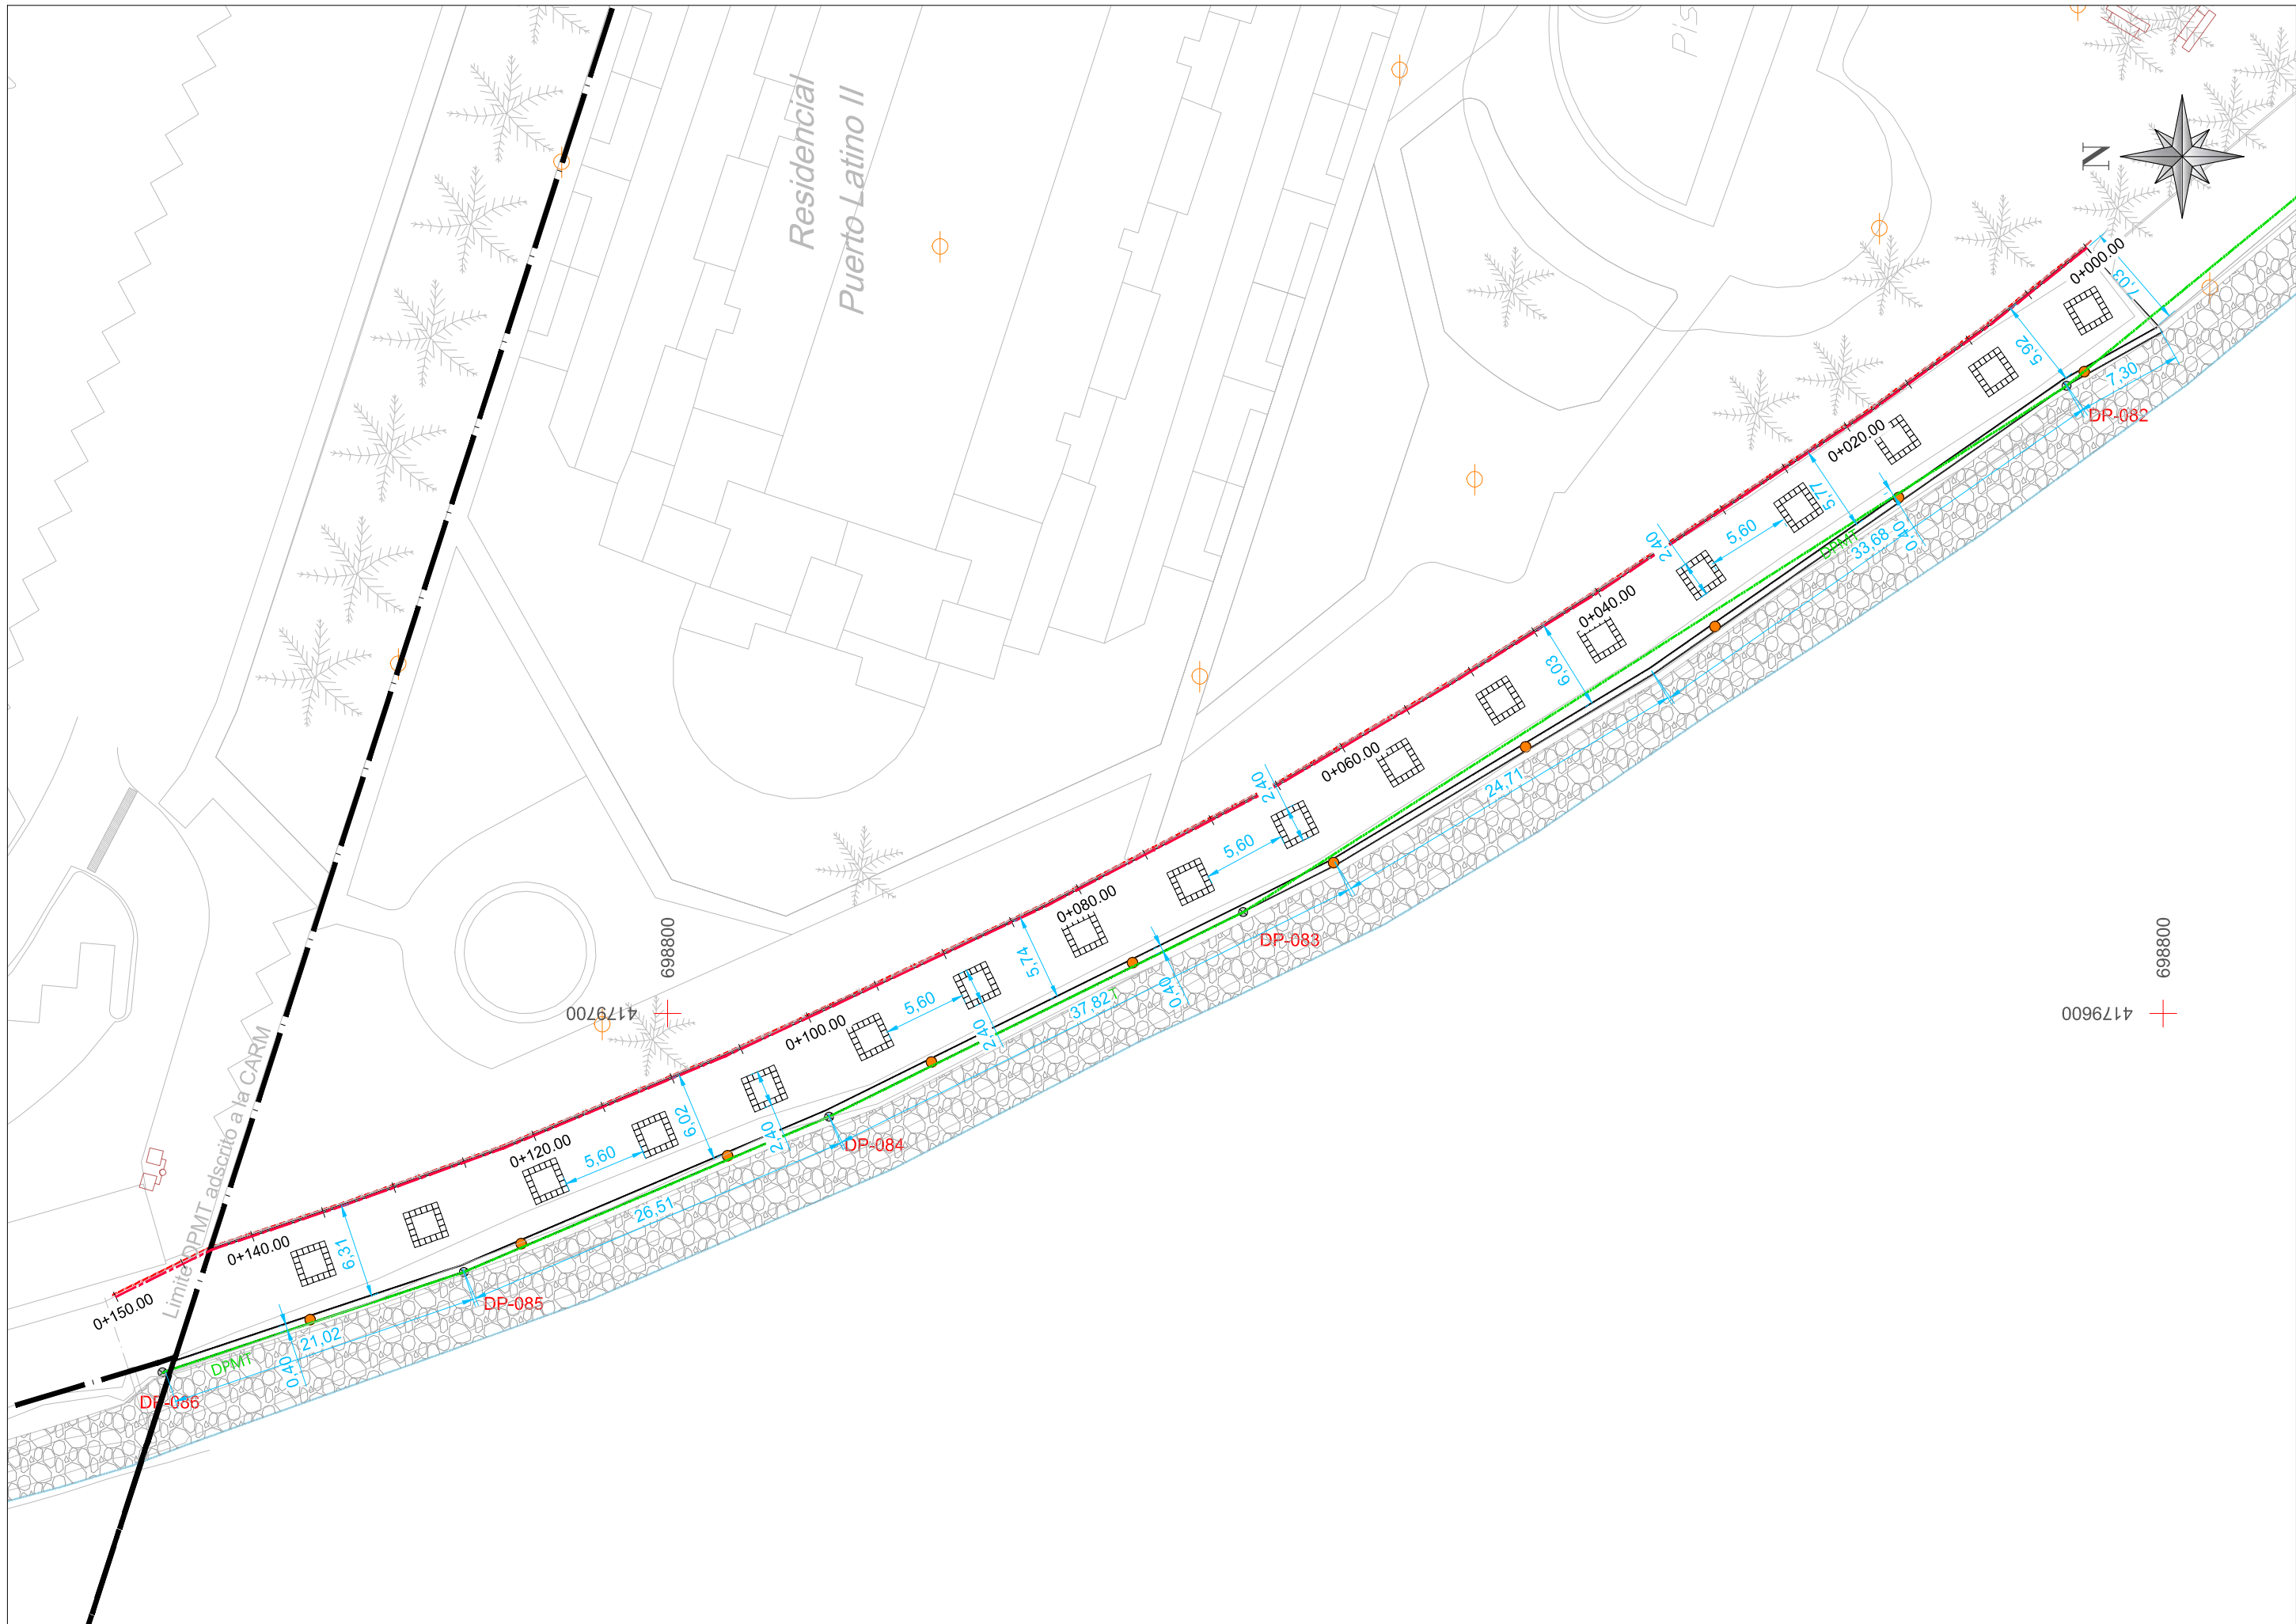 Residencial
Puerto Latino II
Pis
N
0+000.00
7,03
5,92
7,30
DP-082
0+020.00
5,77
5,60
2,40
DPMT
33,68
0,40
0+040.00
6,03
24,71
0+060.00
2,40
5,60
DP-083
0+080.00
5,74
0,40
37,82
T
5,60
2,40
0+100.00
698800
4179700
698800
4179600
6,02
2,40
DP-084
0+120.00
5,60
26,51
DP-085
0+140.00
6,31
21,02
0,40
DPMT
Limite DPMT adscrito a la CARM
0+150.00
DP-086